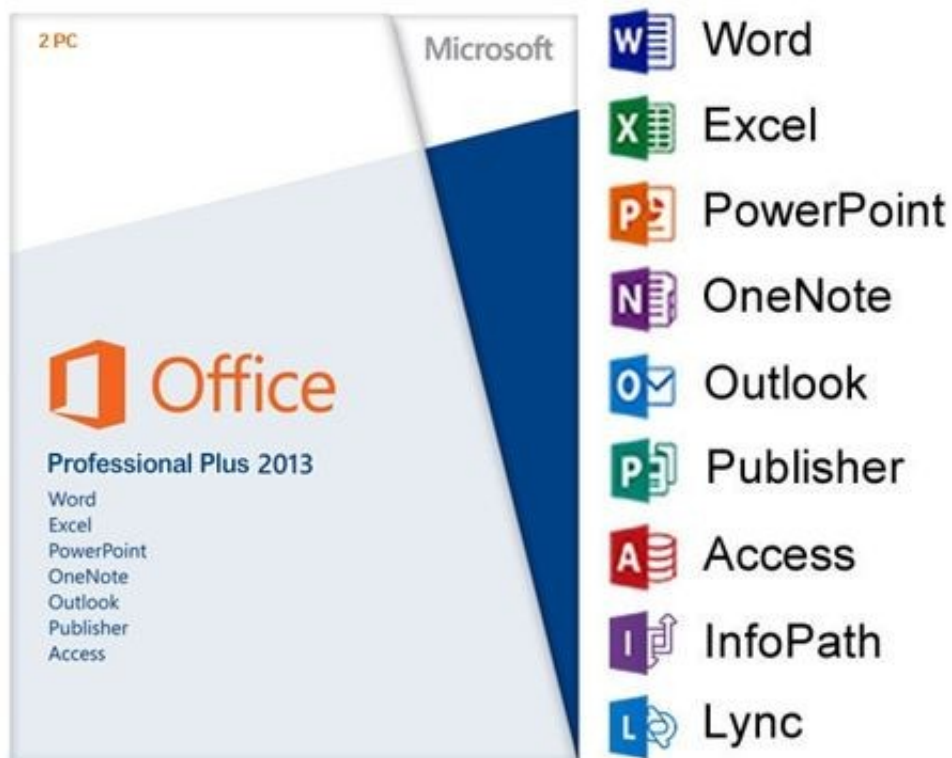 2 PC
Microsoft
Office
Professional Plus 2013
Word
Excel
PowerPoint
OneNote
Outlook
Publisher
Access
W Word
X Excel
P PowerPoint
N OneNote
O Outlook
P Publisher
A Access
I InfoPath
L Lync